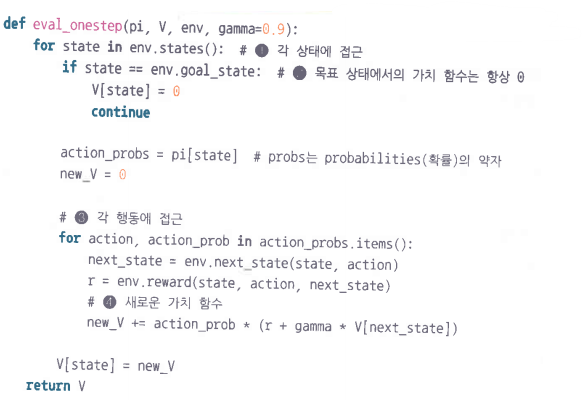 def eval_onestep(pi, V, env, gamma=0.9):
    for state in env.states():  # ❶ 각 상태에 접근
        if state == env.goal_state:  # ❷ 목표 상태에서의 가치 함수는 항상 0
            V[state] = 0
            continue

        action_probs = pi[state]  # probs는 probabilities(확률)의 약자
        new_V = 0

        # ❸ 각 행동에 접근
        for action, action_prob in action_probs.items():
            next_state = env.next_state(state, action)
            r = env.reward(state, action, next_state)
            # ❹ 새로운 가치 함수
            new_V += action_prob * (r + gamma * V[next_state])

        V[state] = new_V
    return V